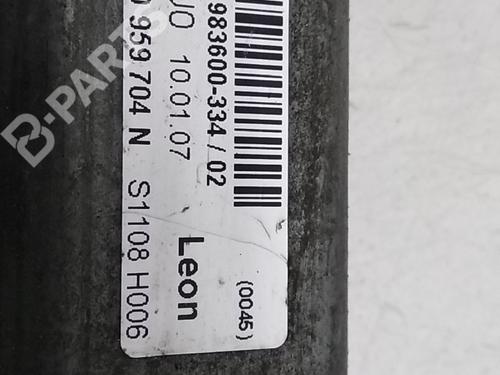 983600-334 / 02
10.01.07
959 704 N S1108 H006
Leon
(0045)
B-PARTS